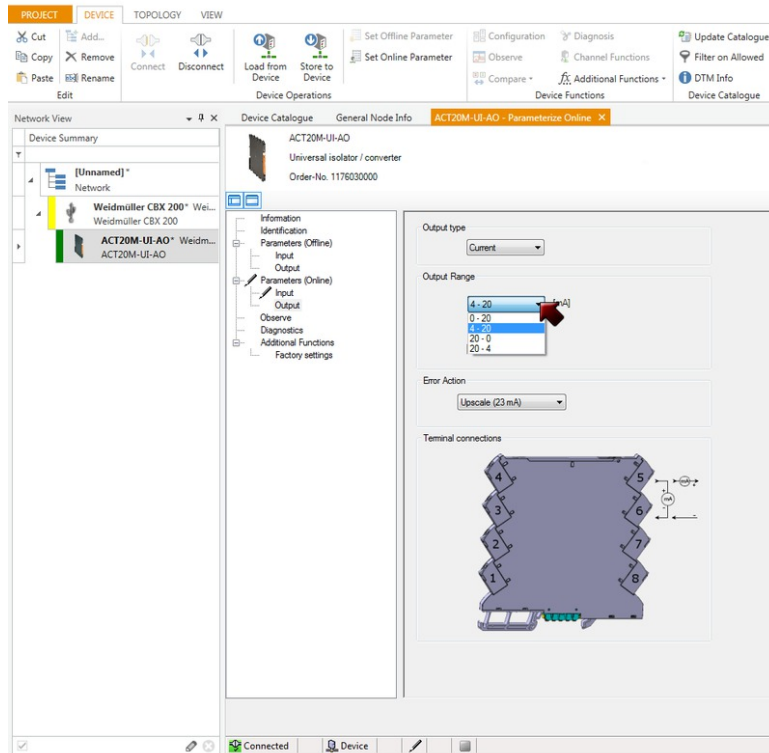 PROJECT DEVICE TOPOLOGY VIEW
Cut Add... Set Offline Parameter Configuration Diagnosis Update Catalogue
Copy Remove Connect Disconnect Load from Device Store to Device Set Online Parameter Observe Channel Functions Filter on Allowed
Paste Rename Compare Additional Functions DTM Info
Edit Device Operations Device Functions Device Catalogue
Network View Device Catalogue General Node Info ACT20M-UI-AO - Parameterize Online
Device Summary
[Unnamed]*
Network
Weidmüller CBX 200* Wei...
Weidmüller CBX 200
ACT20M-UI-AO* Weidm...
ACT20M-UI-AO
ACT20M-UI-AO
Universal isolator / converter
Order-No. 1176030000
Information
Identification
Parameters (Offline)
Input
Output
Parameters (Online)
Input
Output
Observe
Diagnostics
Additional Functions
Factory settings
Output type
Current
Output Range
4 - 20 [mA]
0 - 20
4 - 20
20 - 0
20 - 4
Error Action
Upscale (23 mA)
Terminal connections
4 5 mA
3 6 mA
2 7
1 8
Connected Device